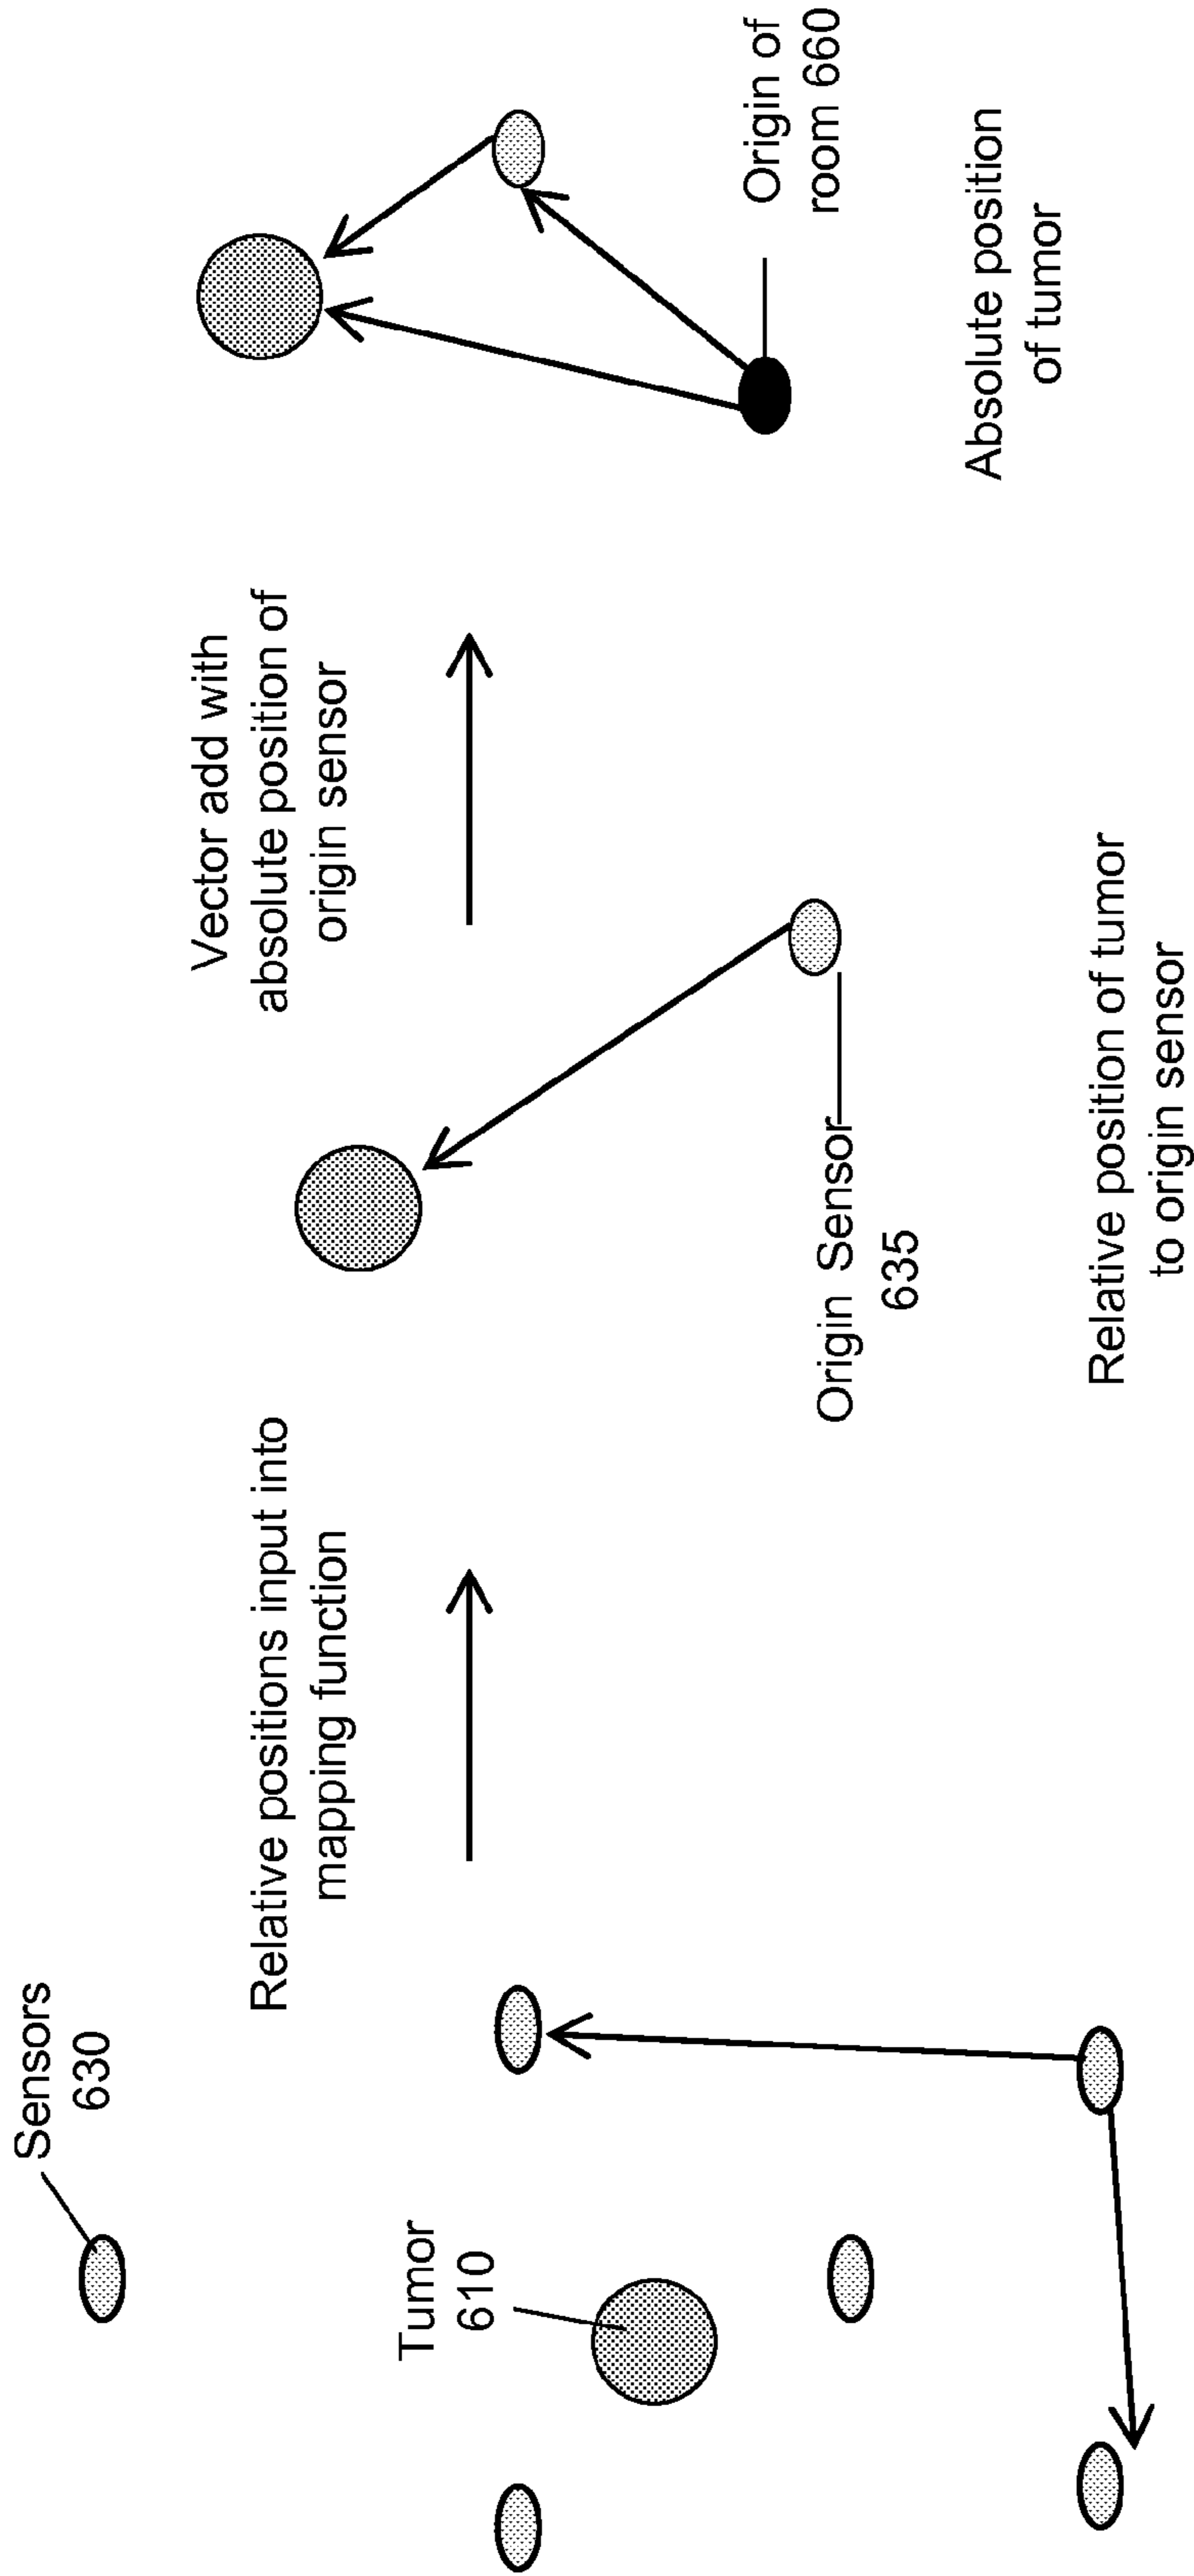 Sensors
630
Tumor
610
Relative positions input into
mapping function
Origin Sensor
635
Relative position of tumor
to origin sensor
Vector add with
absolute position of
origin sensor
Origin of
room 660
Absolute position
of tumor